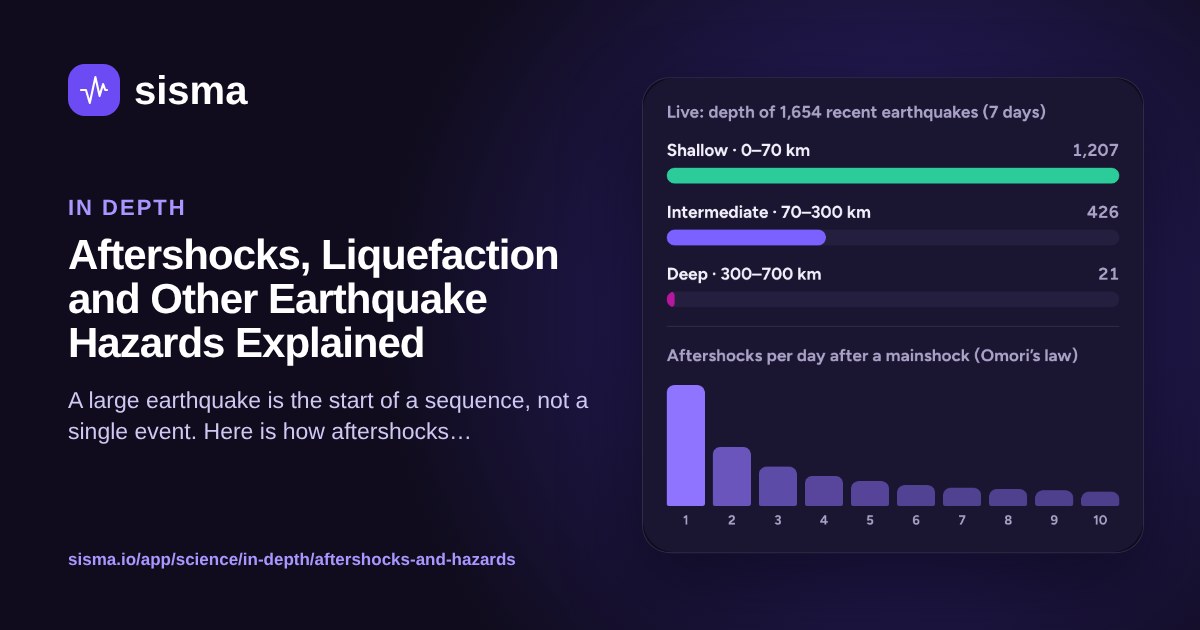 sisma
IN DEPTH
Aftershocks, Liquefaction
and Other Earthquake
Hazards Explained
A large earthquake is the start of a sequence, not a
single event. Here is how aftershocks…
sisma.io/app/science/in-depth/aftershocks-and-hazards
Live: depth of 1,654 recent earthquakes (7 days)
Shallow · 0–70 km 1,207
Intermediate · 70–300 km 426
Deep · 300–700 km 21
Aftershocks per day after a mainshock (Omori’s law)
1 2 3 4 5 6 7 8 9 10